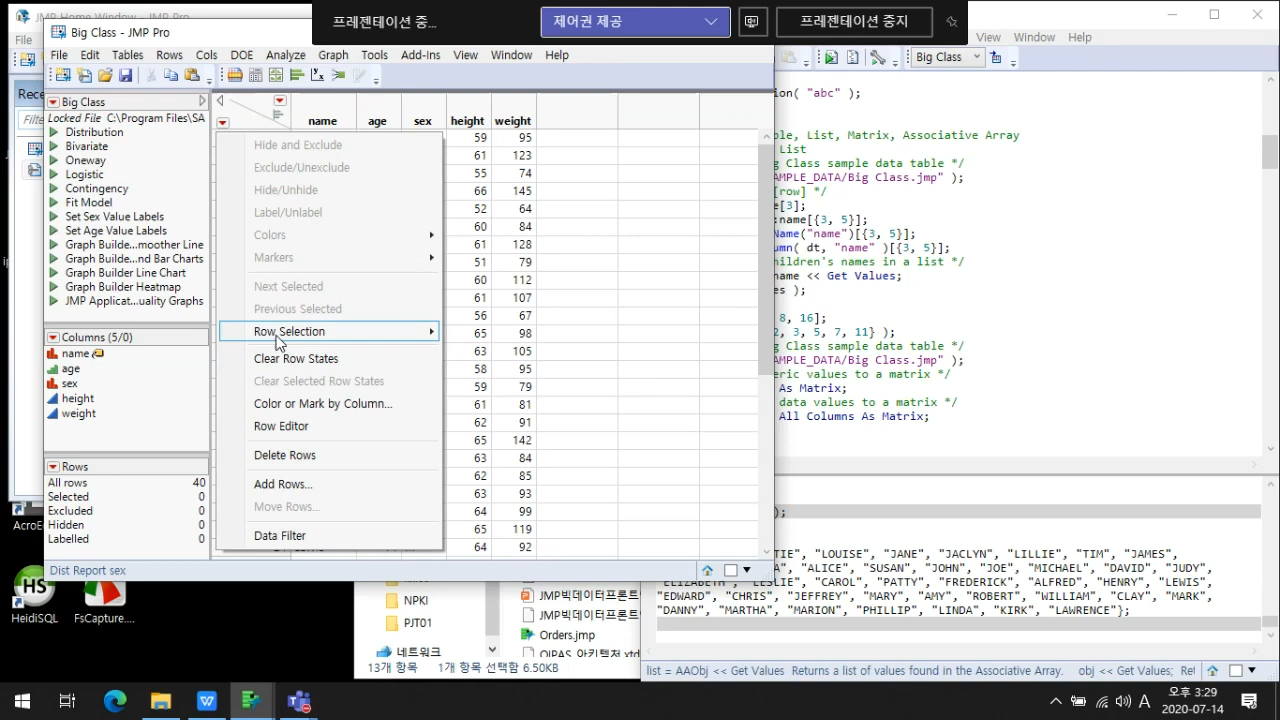 프레젠테이션 중...
제어권 제공
프레젠테이션 중지
JMP Home Window - JMP Pro
Big Class - JMP Pro
File
File Edit Tables Rows Cols DOE Analyze Graph Tools Add-Ins View Window Help
View Window Help
Big Class
Rece
Filte
Big Class
Locked File C:\Program Files\SA
Distribution
Bivariate
Oneway
Logistic
Contingency
Fit Model
Set Sex Value Labels
Set Age Value Labels
Graph Builde...moother Line
Graph Builde...nd Bar Charts
Graph Builder Line Chart
Graph Builder Heatmap
JMP Applicat...uality Graphs
Columns (5/0)
name
age
sex
height
weight
Rows
All rows 40
Selected 0
Excluded 0
Hidden 0
Labelled 0
Dist Report sex
name age sex height weight
59 95
61 123
55 74
66 145
52 64
60 84
61 128
51 79
60 112
61 107
56 67
65 98
63 105
58 95
59 79
61 81
62 91
65 142
63 84
62 85
63 93
64 99
65 119
64 92
Hide and Exclude
Exclude/Unexclude
Hide/Unhide
Label/Unlabel
Colors
Markers
Next Selected
Previous Selected
Row Selection
Clear Row States
Clear Selected Row States
Color or Mark by Column...
Row Editor
Delete Rows
Add Rows...
Move Rows...
Data Filter
ion( "abc" );
ble, List, Matrix, Associative Array
List
g Class sample data table */
AMPLE_DATA/Big Class.jmp" );
[row] */
e[3];
:name[{3, 5}];
Name("name")[{3, 5}];
umn( dt, "name" )[{3, 5}];
hildren's names in a list */
name << Get Values;
es );
8, 16];
2, 3, 5, 7, 11} );
g Class sample data table */
AMPLE_DATA/Big Class.jmp" );
eric values to a matrix */
As Matrix;
data values to a matrix */
All Columns As Matrix;
);
TIE", "LOUISE", "JANE", "JACLYN", "LILLIE", "TIM", "JAMES",
A", "ALICE", "SUSAN", "JOHN", "JOE", "MICHAEL", "DAVID", "JUDY",
"ELIZABETH", "LESLIE", "CAROL", "PATTY", "FREDERICK", "ALFRED", "HENRY", "LEWIS",
"EDWARD", "CHRIS", "JEFFREY", "MARY", "AMY", "ROBERT", "WILLIAM", "CLAY", "MARK",
"DANNY", "MARTHA", "MARION", "PHILLIP", "LINDA", "KIRK", "LAWRENCE"};
list = AAObj << Get Values Returns a list of values found in the Associative Array. obj << Get Values; Ret
AcroE
HeidiSQL
FsCapture....
NPKI
PJT01
네트워크
JMP빅데이터프론트
JMP빅데이터프론트
Orders.jmp
OIPAS_아키텍처.xtd
13개 항목 1개 항목 선택함 6.50KB
A
오후 3:29
2020-07-14